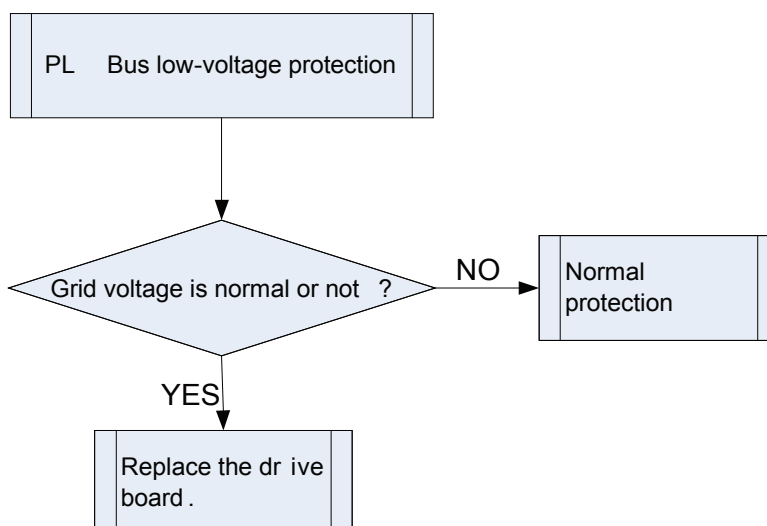 PL Bus low-voltage protection
Grid voltage is normal or not ?
NO
Normal
protection
YES
Replace the dr ive
board .